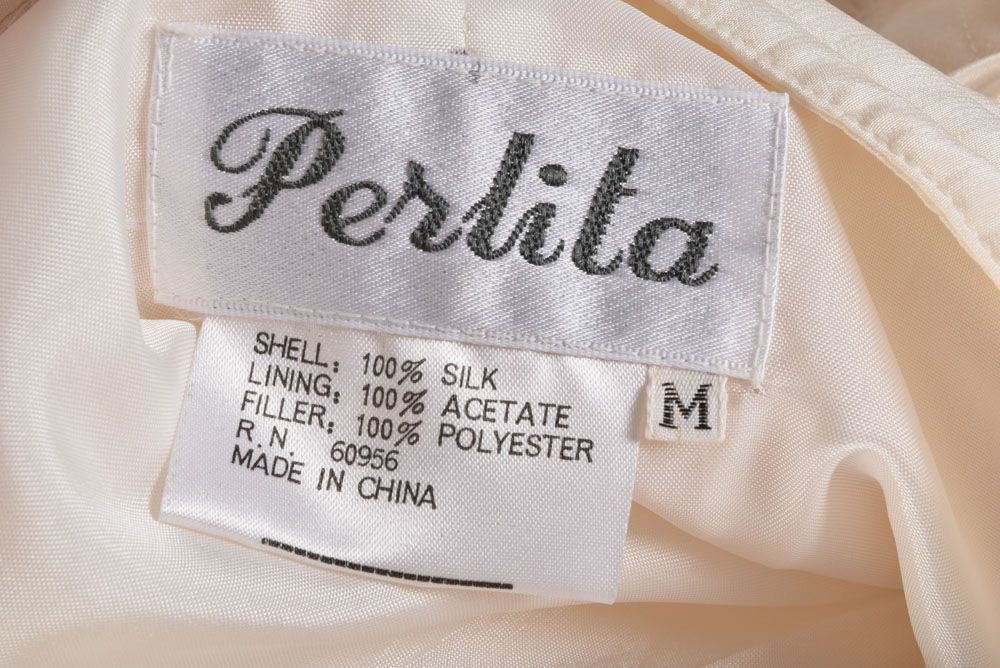 Perlita
SHELL: 100% SILK
LINING: 100% ACETATE
FILLER: 100% POLYESTER
R.N. 60956
MADE IN CHINA
M